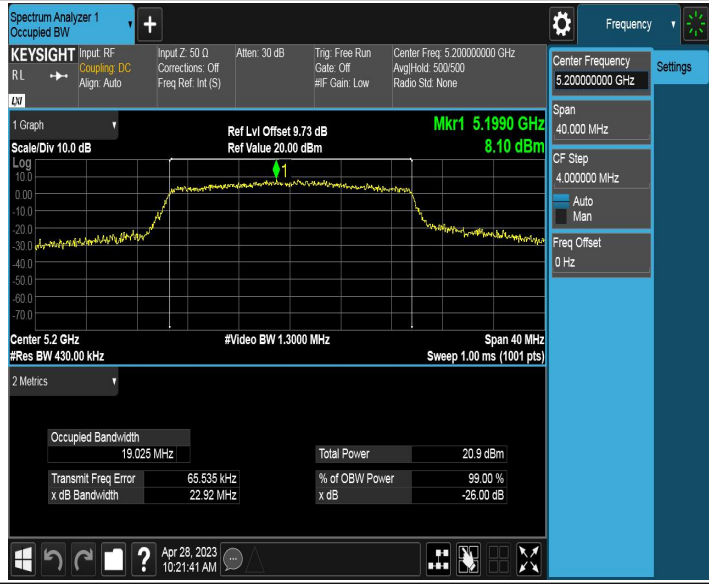 Spectrum Analyzer 1
Occupied BW
+
Frequency
KEYSIGHT
RL
LXI
Input: RF
Coupling: DC
Align: Auto
Input Z: 50 Ω
Corrections: Off
Freq Ref: Int (S)
Atten: 30 dB
Trig: Free Run
Gate: Off
#IF Gain: Low
Center Freq: 5.200000000 GHz
Avg|Hold: 500/500
Radio Std: None
Center Frequency
5.200000000 GHz
Settings
Span
40.000 MHz
CF Step
4.000000 MHz
Auto
Man
Freq Offset
0 Hz
1 Graph
Ref Lvl Offset 9.73 dB
Mkr1 5.1990 GHz
Scale/Div 10.0 dB
Ref Value 20.00 dBm
8.10 dBm
Log
10.0
0.00
-10.0
-20.0
-30.0
-40.0
-50.0
-60.0
-70.0
1
Center 5.2 GHz
#Video BW 1.3000 MHz
Span 40 MHz
#Res BW 430.00 kHz
Sweep 1.00 ms (1001 pts)
2 Metrics
Occupied Bandwidth
19.025 MHz
Total Power 20.9 dBm
Transmit Freq Error 65.535 kHz
% of OBW Power 99.00 %
x dB Bandwidth 22.92 MHz
x dB -26.00 dB
?
Apr 28, 2023
10:21:41 AM